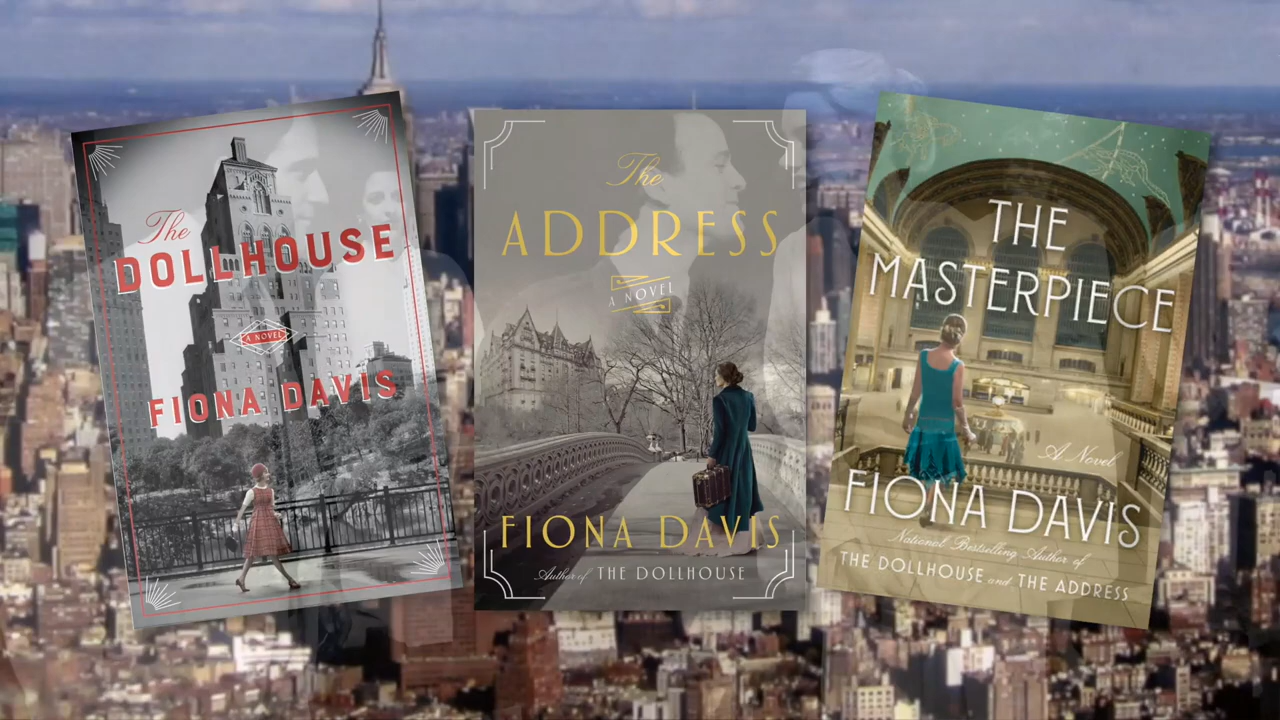 The
DOLLHOUSE
A NOVEL
FIONA DAVIS
The
ADDRESS
A NOVEL
FIONA DAVIS
Author of THE DOLLHOUSE
THE
MASTERPIECE
A Novel
FIONA DAVIS
National Bestselling Author of
THE DOLLHOUSE and THE ADDRESS